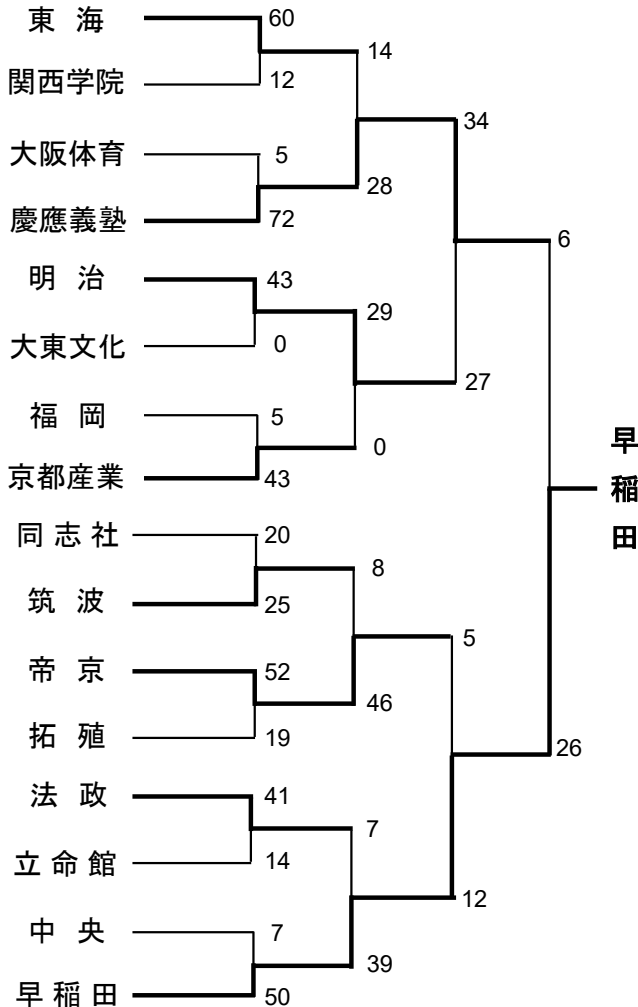 東 海 60
14
関西学院 12
34
大阪体育 5
28
慶應義塾 72
6
明 治 43
29
大東文化 0
27
福 岡 5
0
京都産業 43
早稲田
同志社 20
8
筑 波 25
5
帝 京 52
46
拓 殖 19
26
法 政 41
7
立命館 14
12
中 央 7
39
早稲田 50